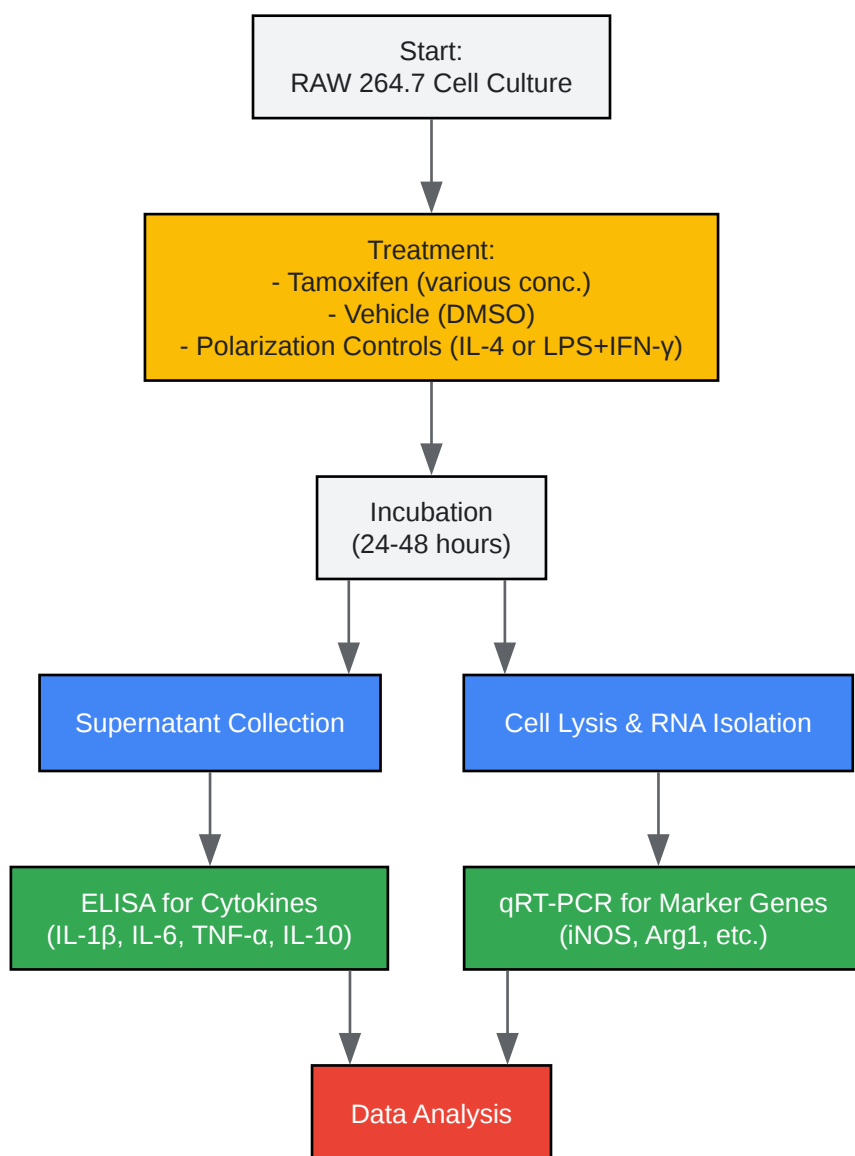 Start:
RAW 264.7 Cell Culture
Treatment:
- Tamoxifen (various conc.)
- Vehicle (DMSO)
- Polarization Controls (IL-4 or LPS+IFN-γ)
Incubation
(24-48 hours)
Supernatant Collection
Cell Lysis & RNA Isolation
ELISA for Cytokines
(IL-1β, IL-6, TNF-α, IL-10)
qRT-PCR for Marker Genes
(iNOS, Arg1, etc.)
Data Analysis